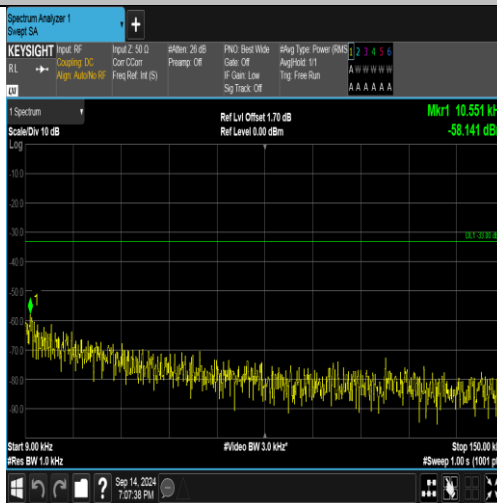 Spectrum Analyzer 1
Swept SA
+
KEYSIGHT Input: RF Input Z: 50 Ω #Atten: 26 dB PNO: Best Wide #Avg Type: Power (RMS 1 2 3 4 5 6
RL Coupling: DC Corr CCorr Preamp: Off Gate: Off Avg|Hold: 1/1 A W W W W W
Align: Auto/No RF Freq Ref: Int (S) IF Gain: Low Trig: Free Run
Sig Track: Off A A A A A A
1 Spectrum Ref Lvl Offset 1.70 dB Mkr1 10.551 kH
Scale/Div 10 dB Ref Level 0.00 dBm -58.141 dB
Log
-10.0
-20.0
-30.0
DL1 -33.00 dB
-40.0
-50.0
1
-60.0
-70.0
-80.0
-90.0
Start 9.00 kHz #Video BW 3.0 kHz* Stop 150.00 kH
#Res BW 1.0 kHz #Sweep 1.00 s (1001 pt
? Sep 14, 2024
7:07:38 PM